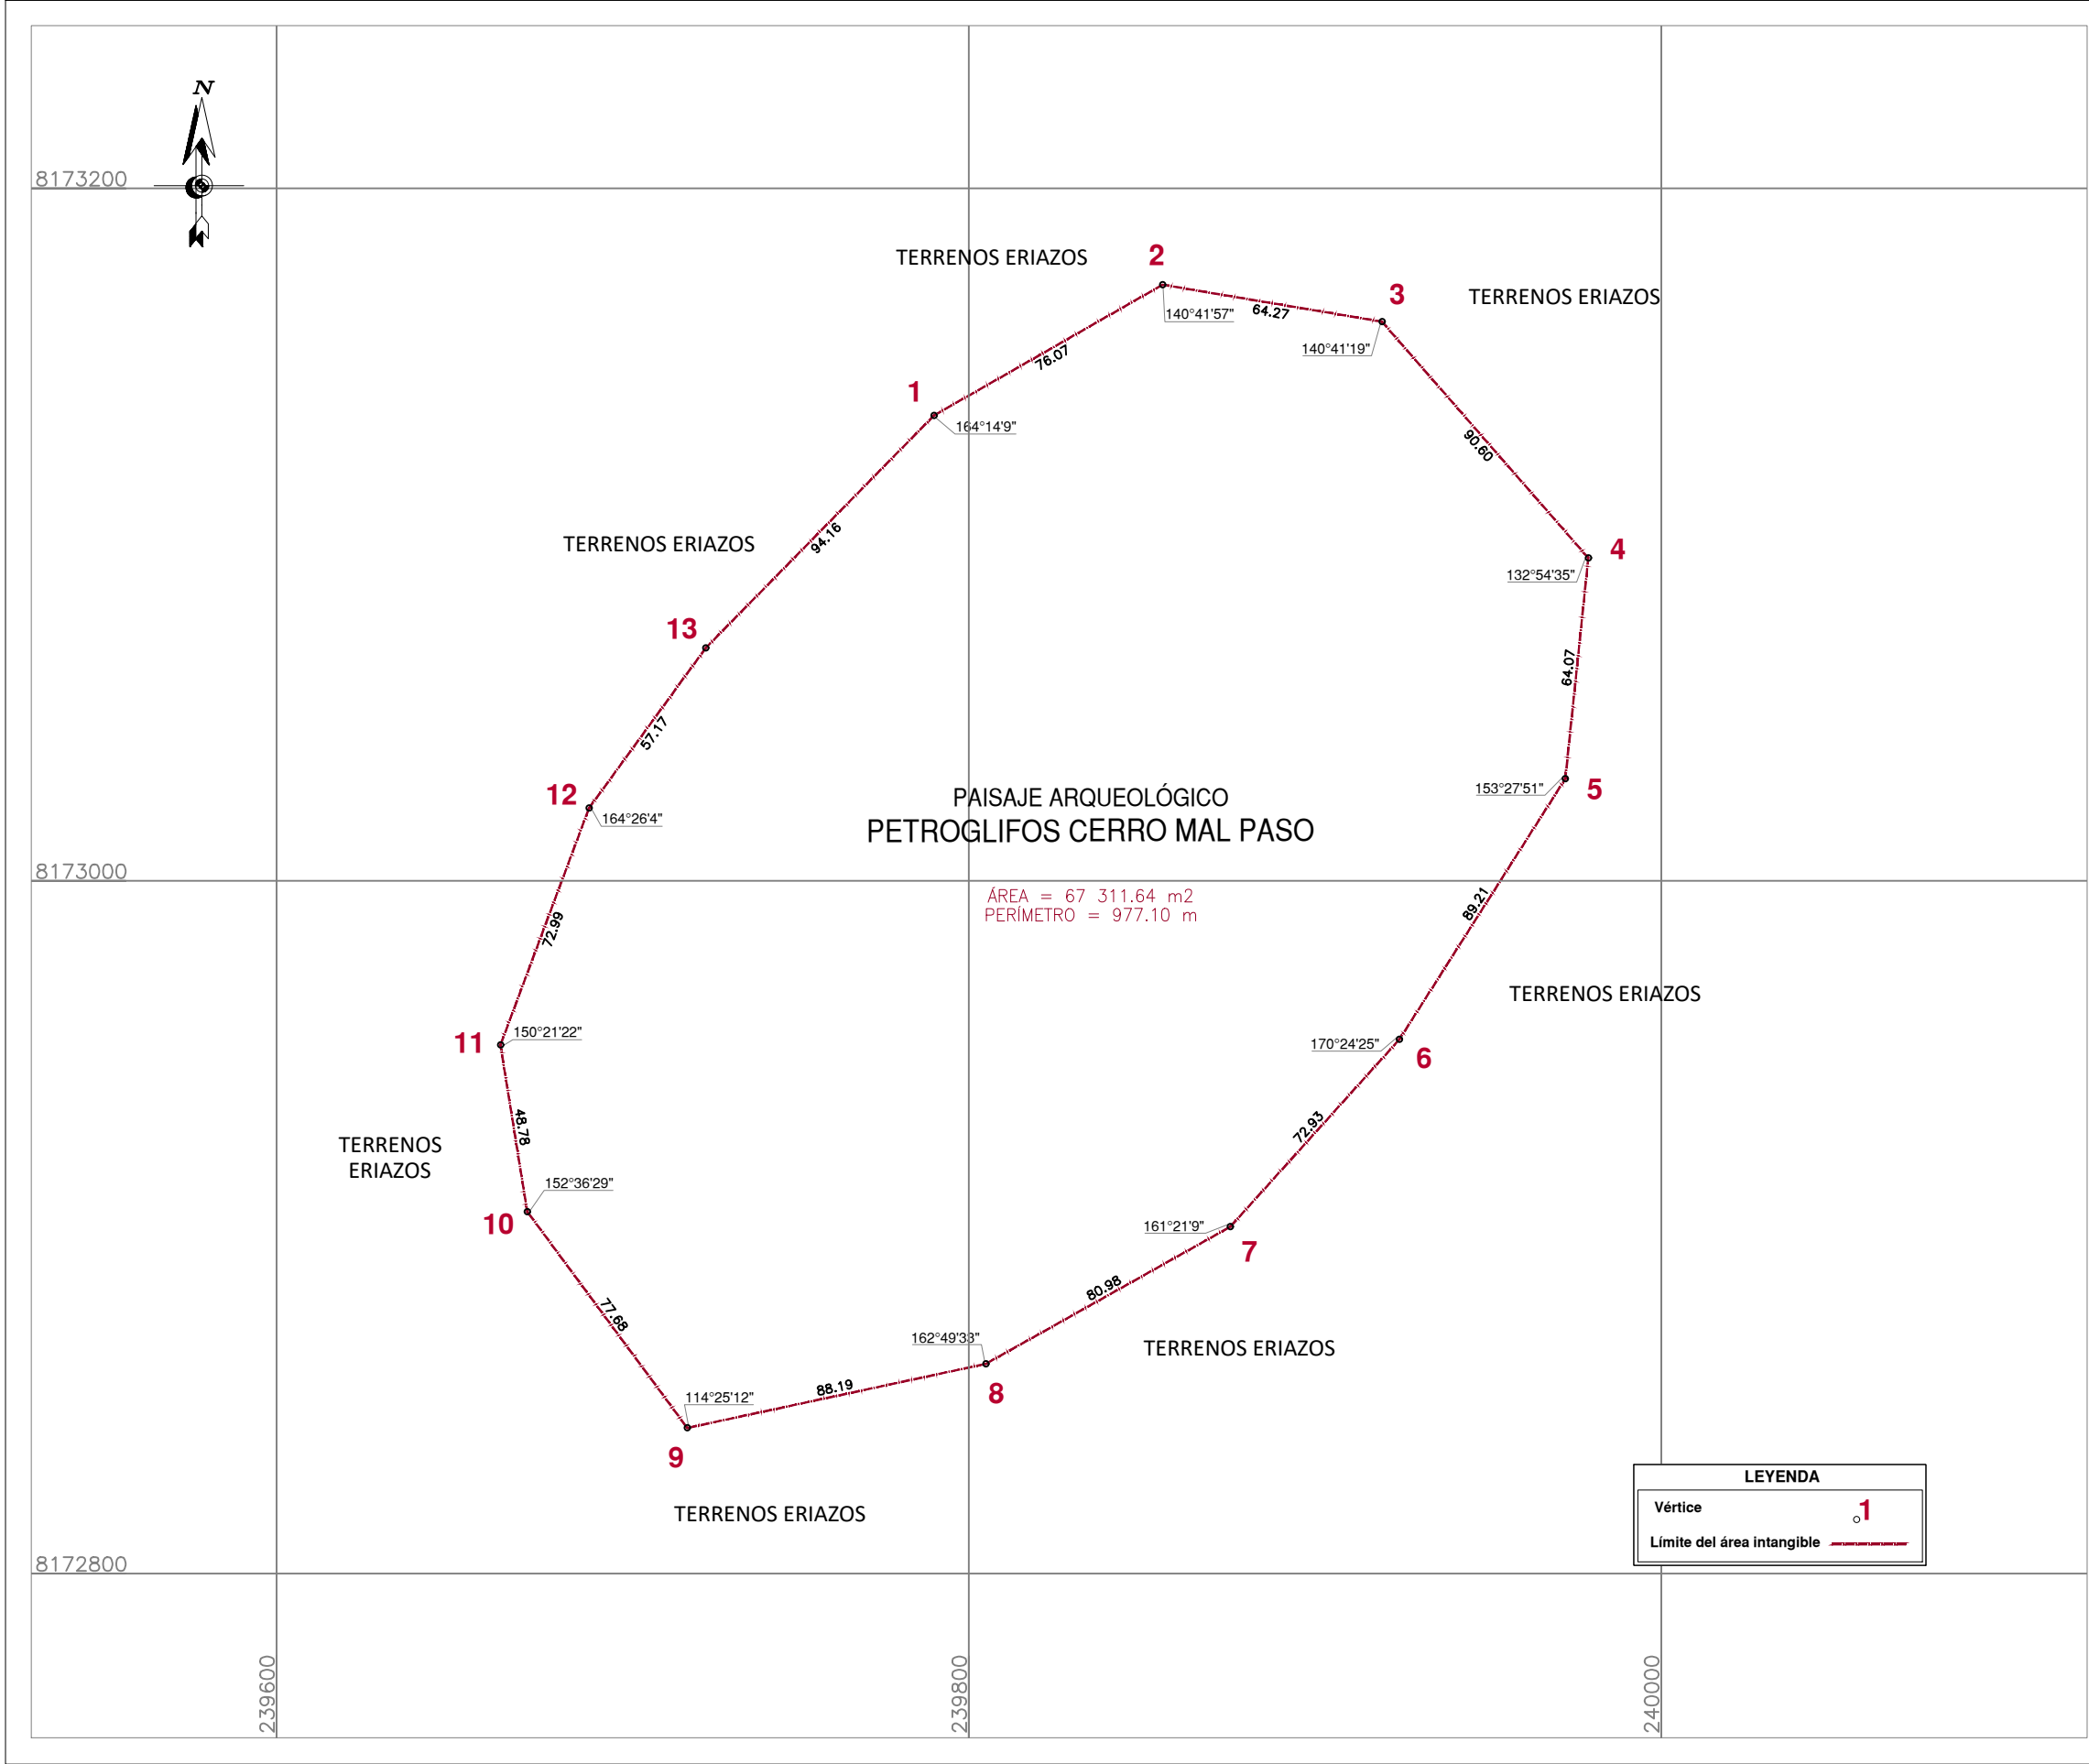 N
8173200
TERRENOS ERIAZOS
2
3
TERRENOS ERIAZOS
140°41'57"
64.27
140°41'19"
76.07
1
164°14'9"
90.60
94.16
TERRENOS ERIAZOS
4
132°54'35"
13
64.07
57.17
12
164°26'4"
153°27'51"
5
PAISAJE ARQUEOLÓGICO
PETROGLIFOS CERRO MAL PASO
8173000
ÁREA = 67 311.64 m2
PERÍMETRO = 977.10 m
72.99
89.21
TERRENOS ERIAZOS
11
150°21'22"
170°24'25"
6
48.78
72.93
TERRENOS
ERIAZOS
152°36'29"
10
161°21'9"
7
80.98
77.68
162°49'33"
TERRENOS ERIAZOS
8
88.19
114°25'12"
9
TERRENOS ERIAZOS
LEYENDA
Vértice
1
Límite del área intangible
8172800
239600
239800
240000